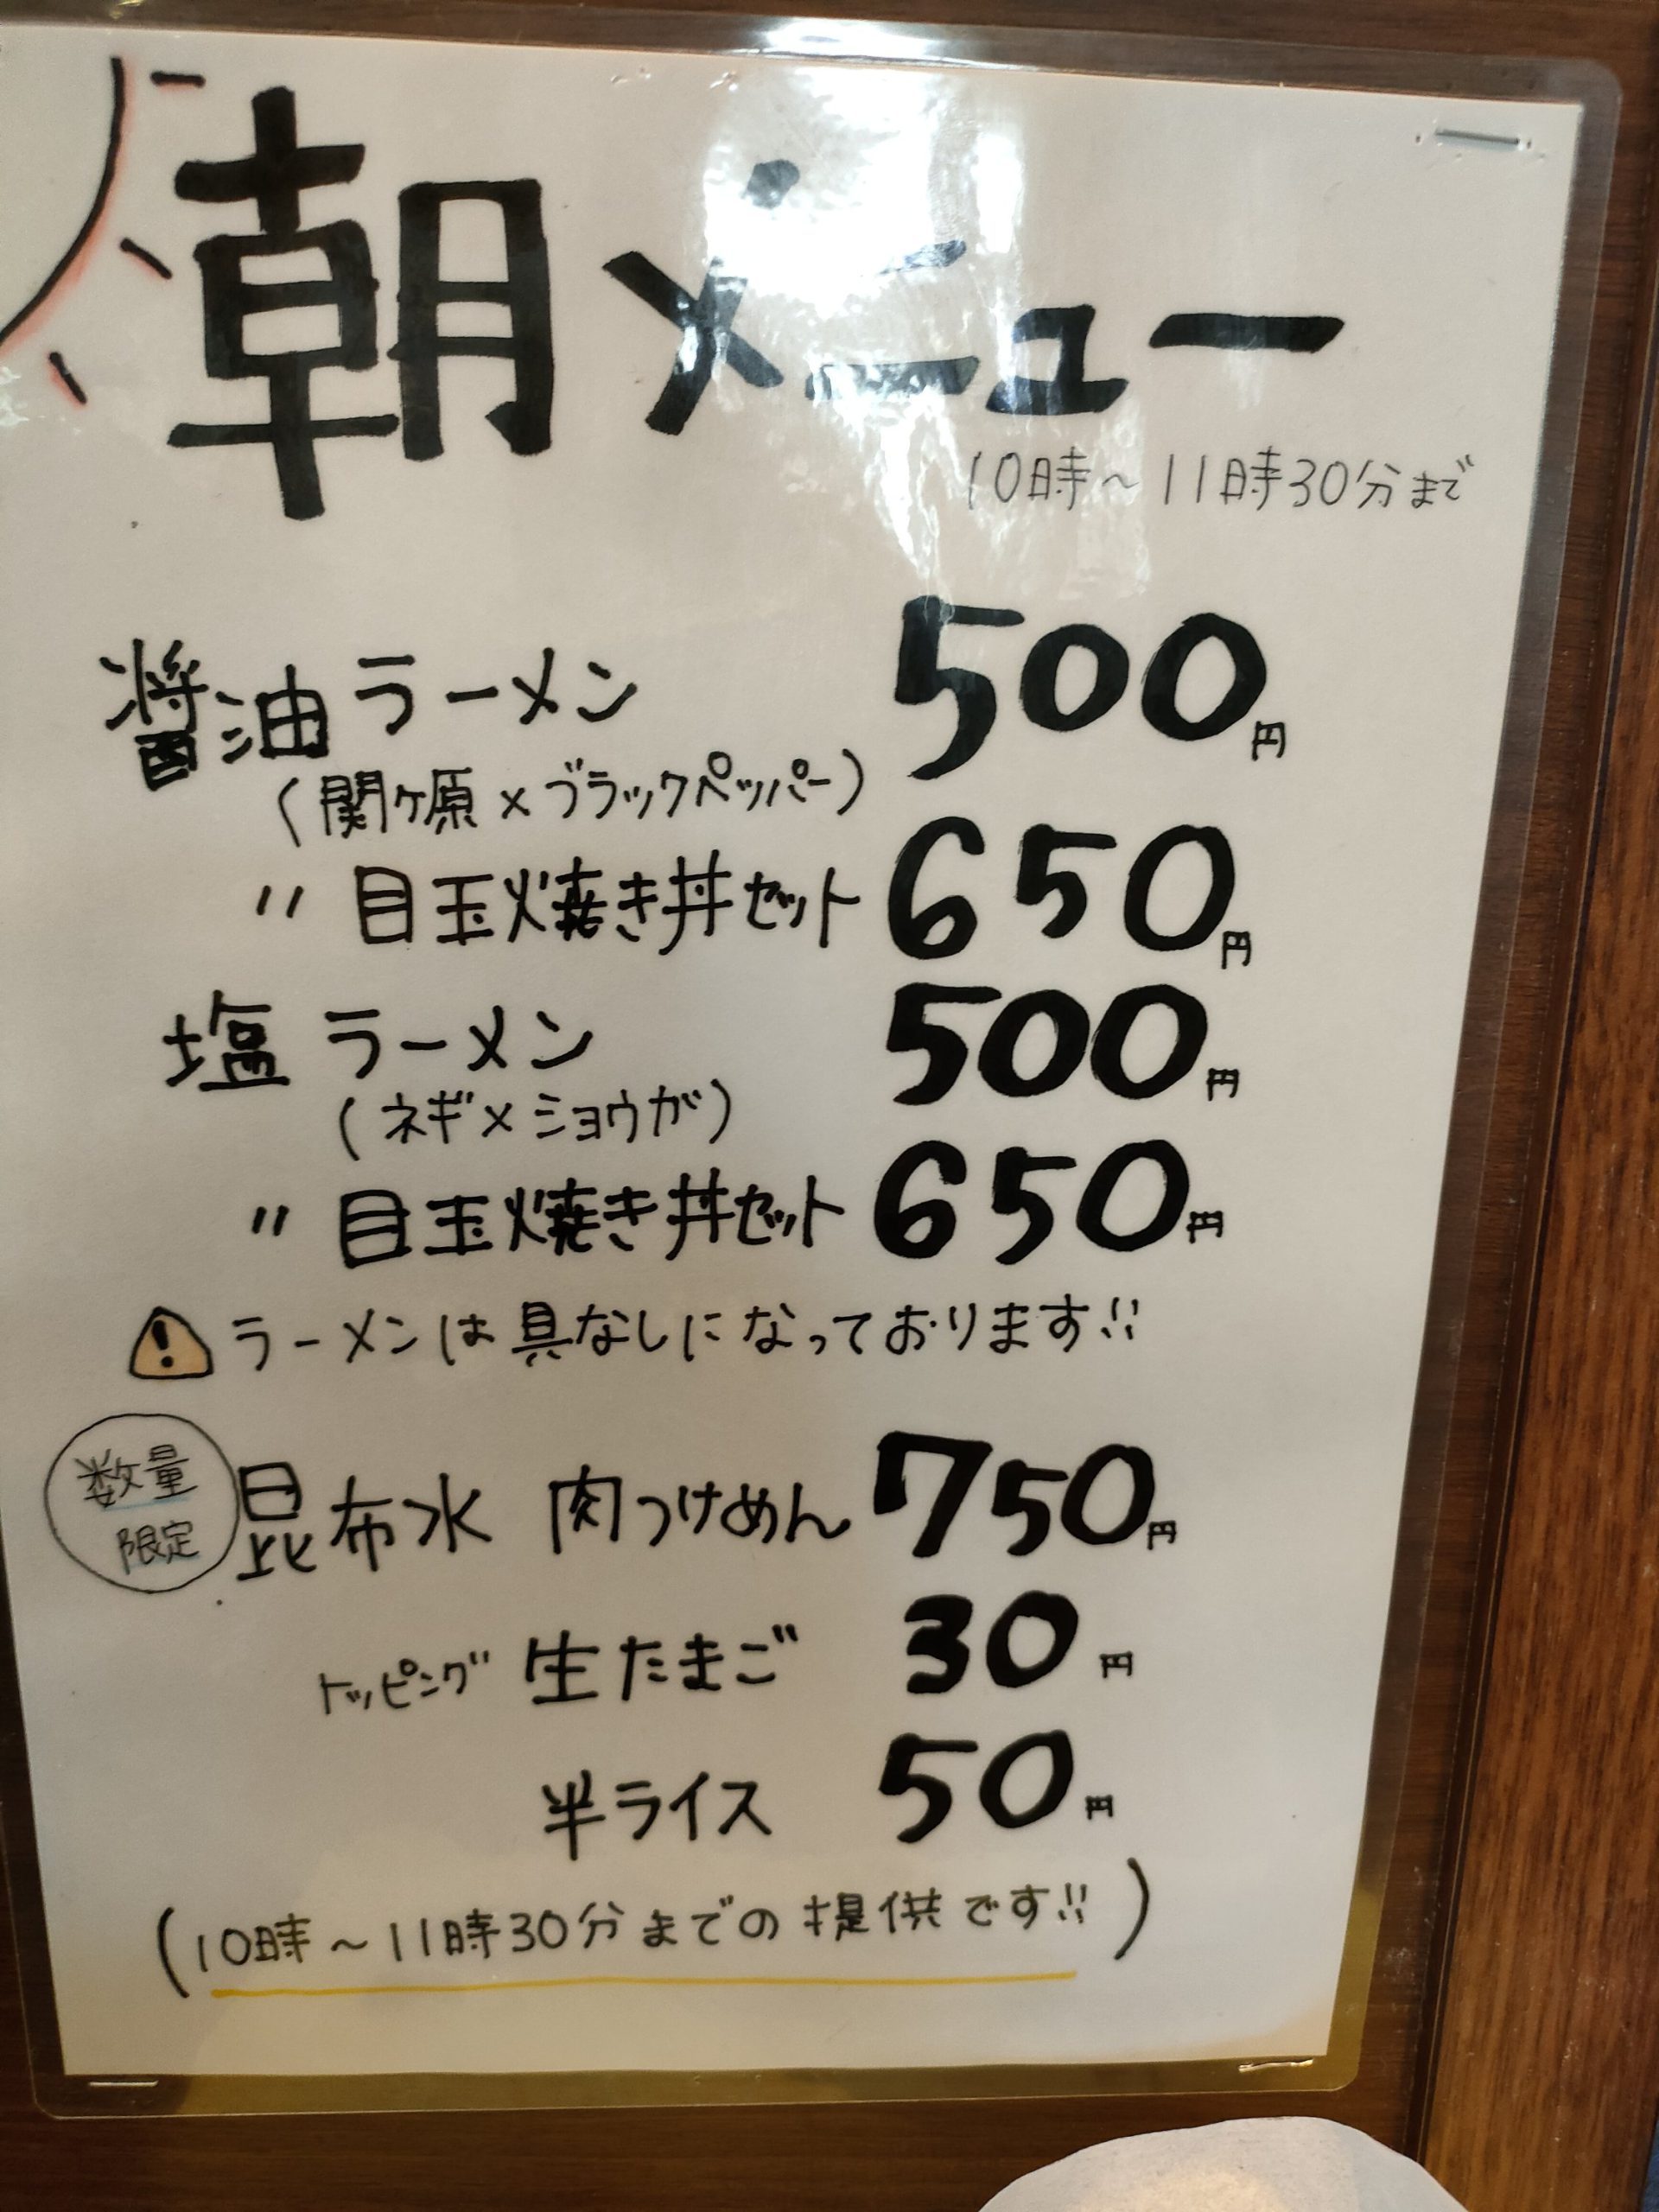 朝メニュー
10時~11時30分まで
醤油ラーメン 500円
(関ヶ原×ブラックペッパー)
〃 目玉焼き丼セット 650円
塩ラーメン 500円
(ネギ×ショウガ)
〃 目玉焼き丼セット 650円
ラーメンは具なしになっております!!
数量
限定
昆布水 肉つけめん 750円
トッピング 生たまご 30円
半ライス 50円
(10時~11時30分までの提供です!!)